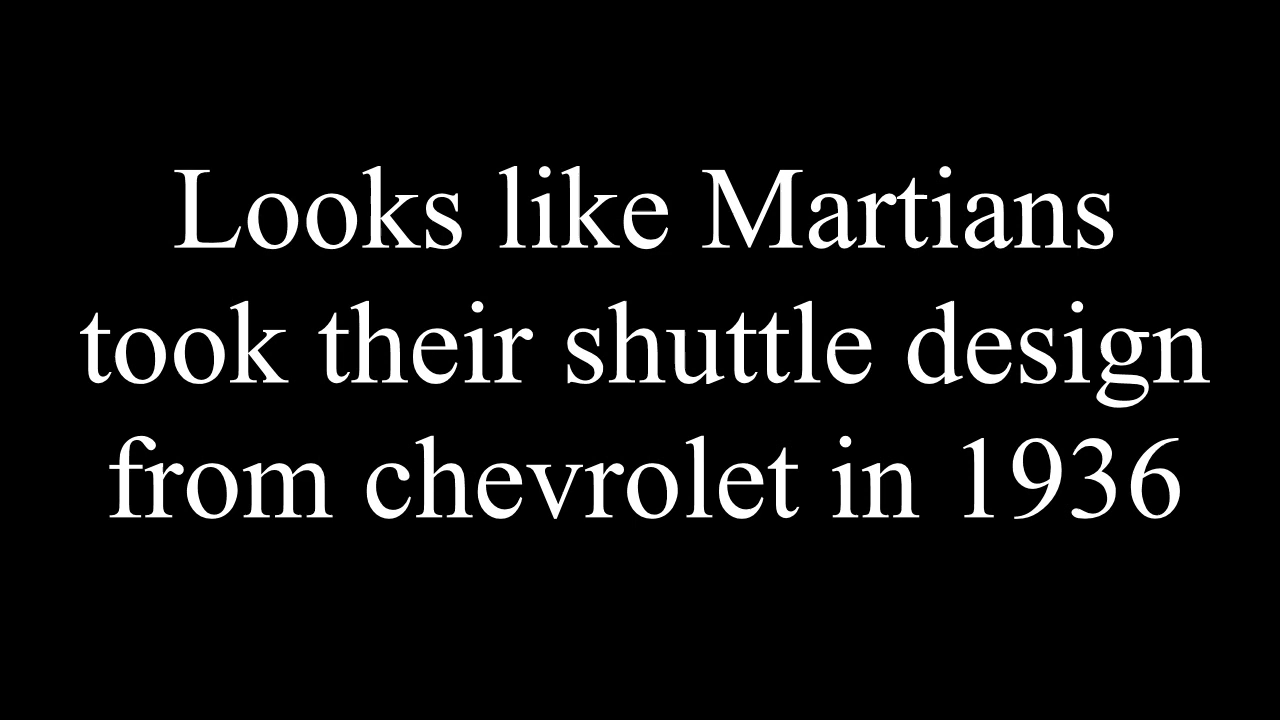 Looks like Martians
took their shuttle design
from chevrolet in 1936